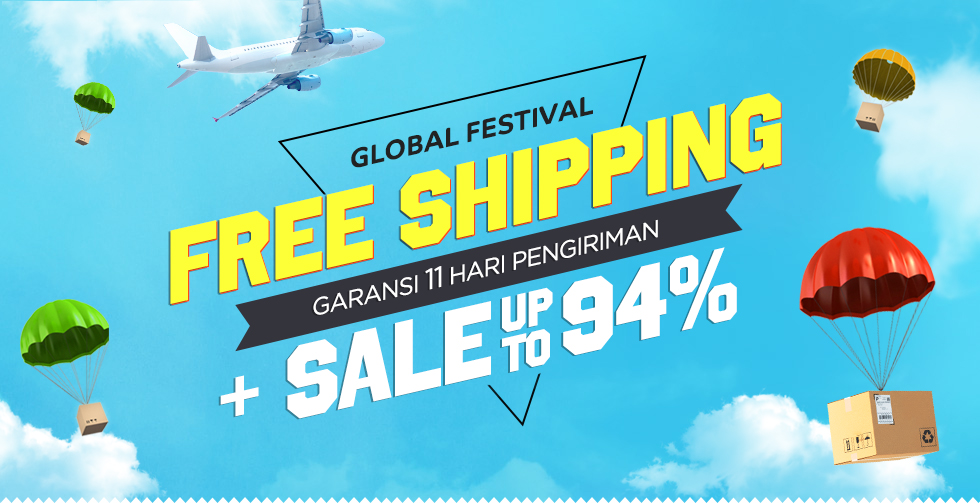 GLOBAL FESTIVAL
FREE SHIPPING
GARANSI 11 HARI PENGIRIMAN
+ SALE UP TO 94%